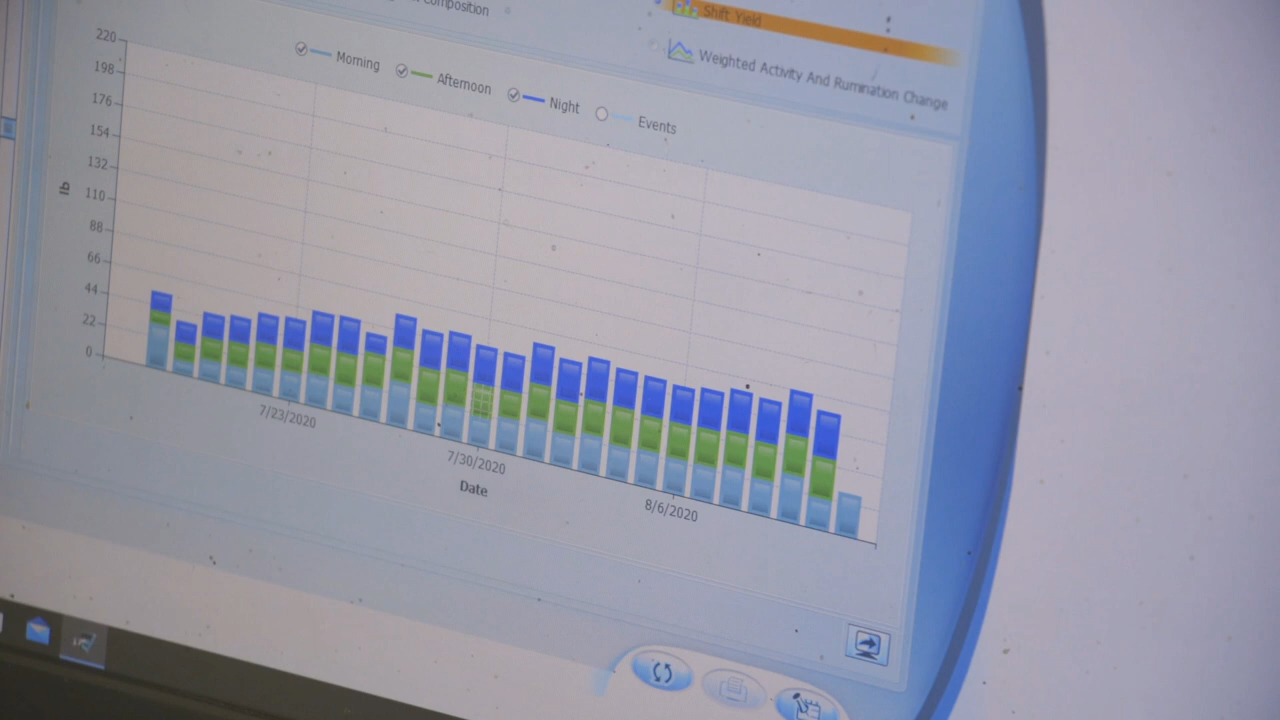 Composition
Shift Yield
Weighted Activity And Rumination Change
Morning
Afternoon
Night
Events
220
198
176
154
132
110
88
66
44
22
0
lb
7/23/2020
7/30/2020
8/6/2020
Date